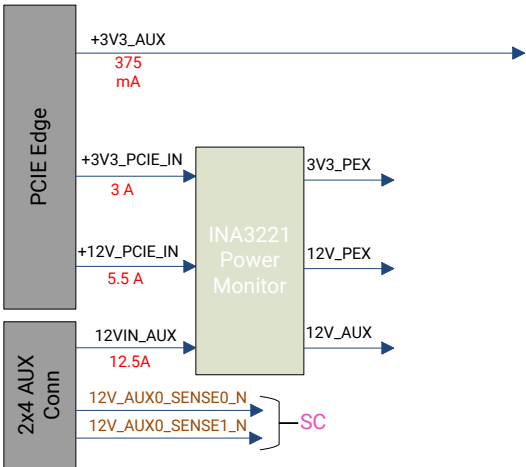 +3V3_AUX
375
mA
PCIE Edge
+3V3_PCIE_IN
3 A
3V3_PEX
INA3221
Power
Monitor
+12V_PCIE_IN
5.5 A
12V_PEX
12VIN_AUX
12.5A
12V_AUX
2x4 AUX
Conn
12V_AUX0_SENSE0_N
12V_AUX0_SENSE1_N
SC